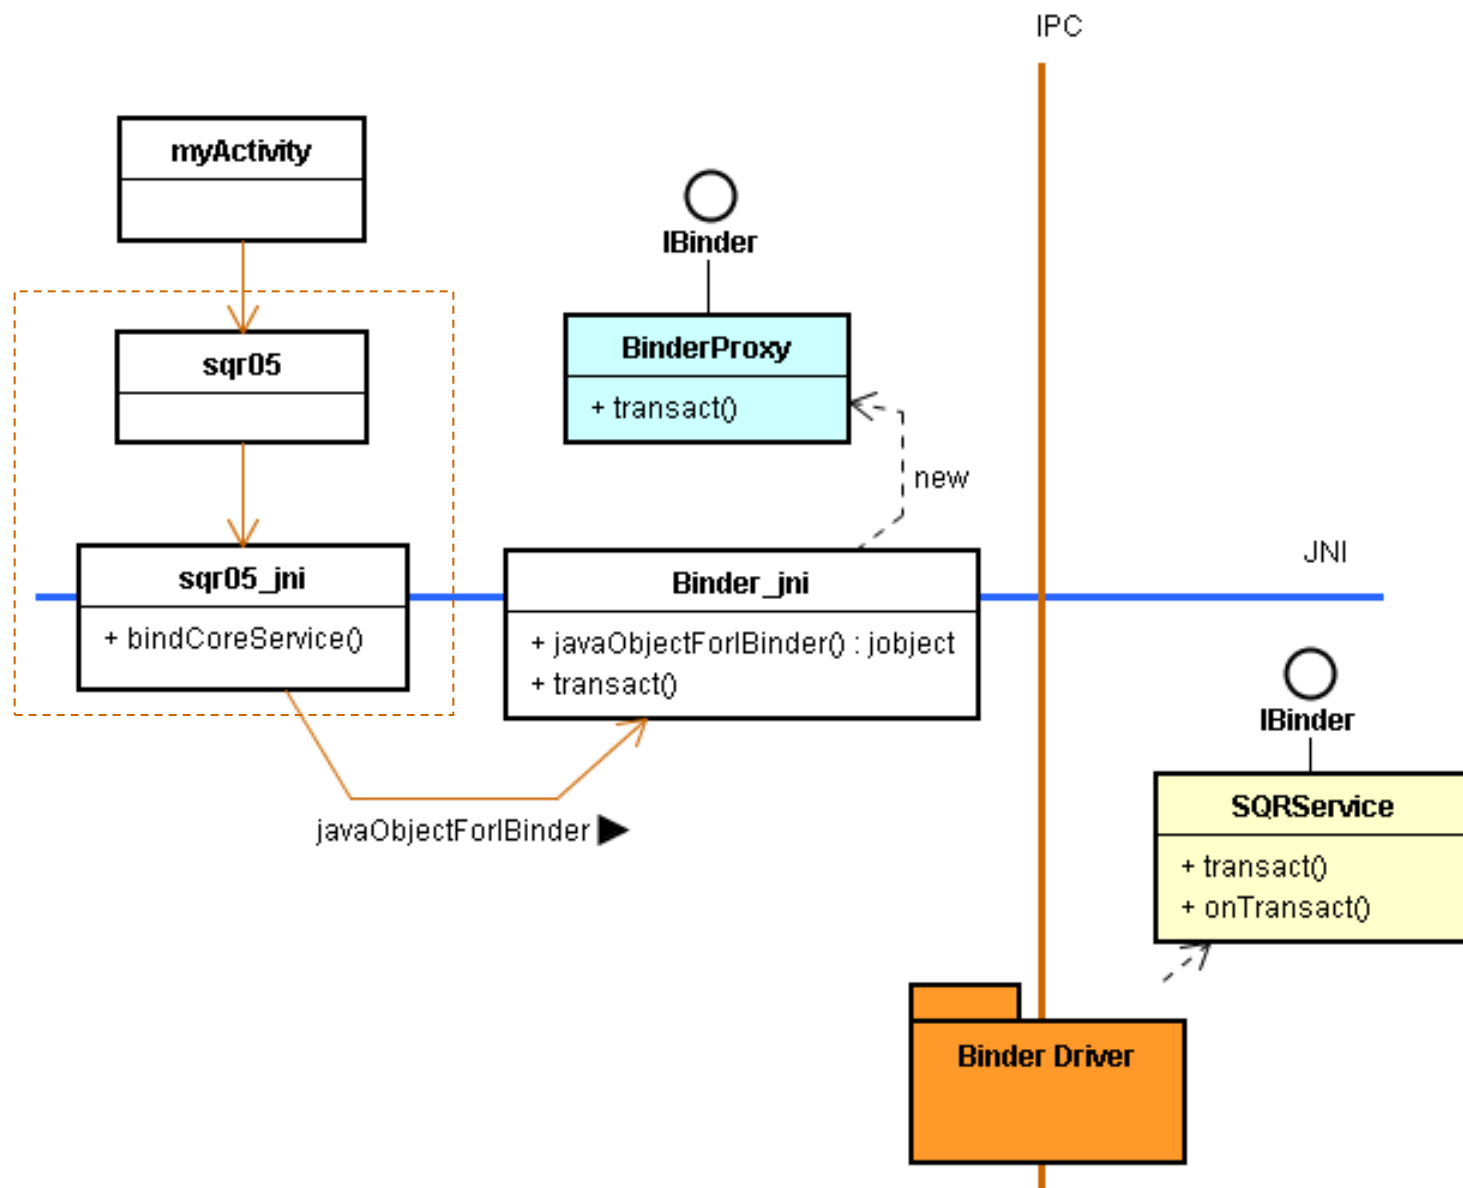 IPC
myActivity
IBinder
BinderProxy
+ transact()
sqr05
new
JNI
sqr05_jni
+ bindCoreService()
Binder_jni
+ javaObjectForIBinder() : jobject
+ transact()
javaObjectForIBinder
IBinder
SQRService
+ transact()
+ onTransact()
Binder Driver